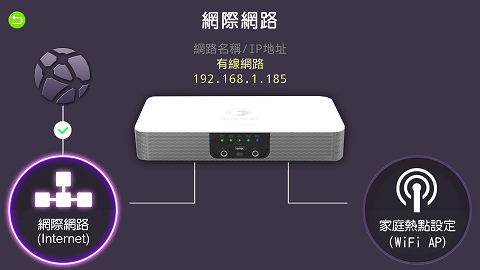 網際網路
網路名稱/IP地址
有線網路
192.168.1.185
網際網路
(Internet)
家庭熱點設定
(WiFi AP)